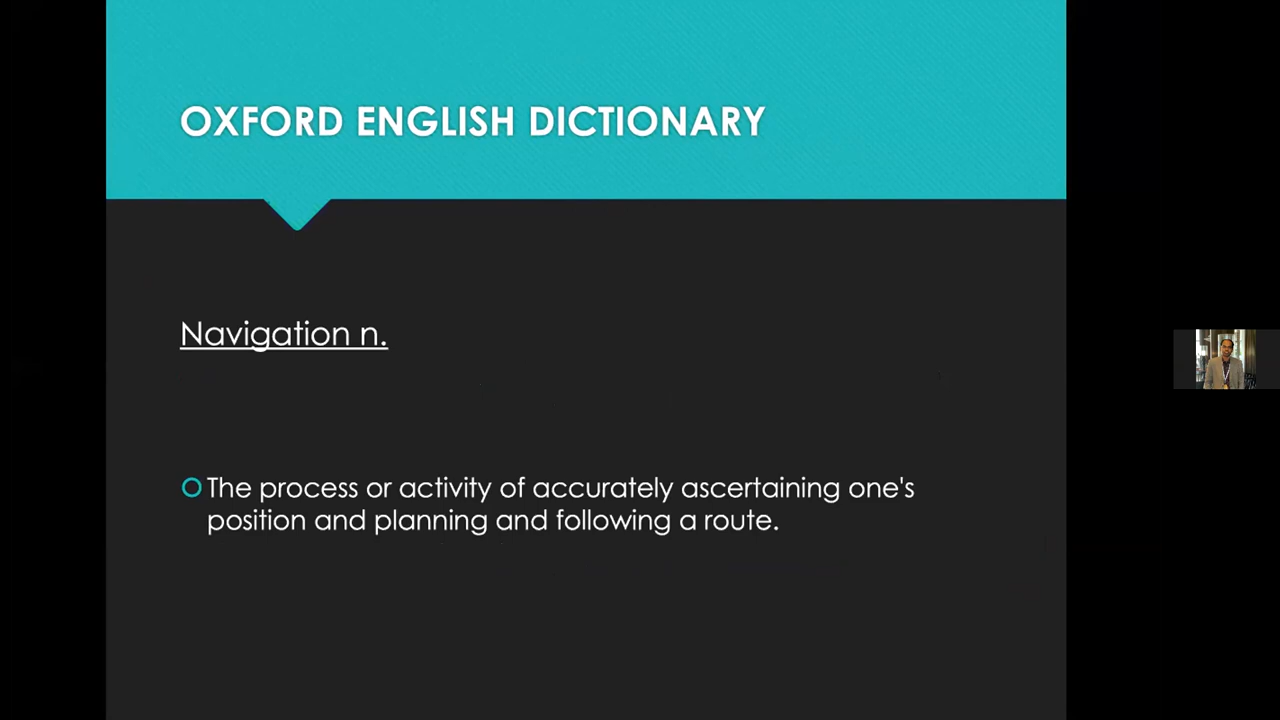 OXFORD ENGLISH DICTIONARY
Navigation n.
The process or activity of accurately ascertaining one's
position and planning and following a route.